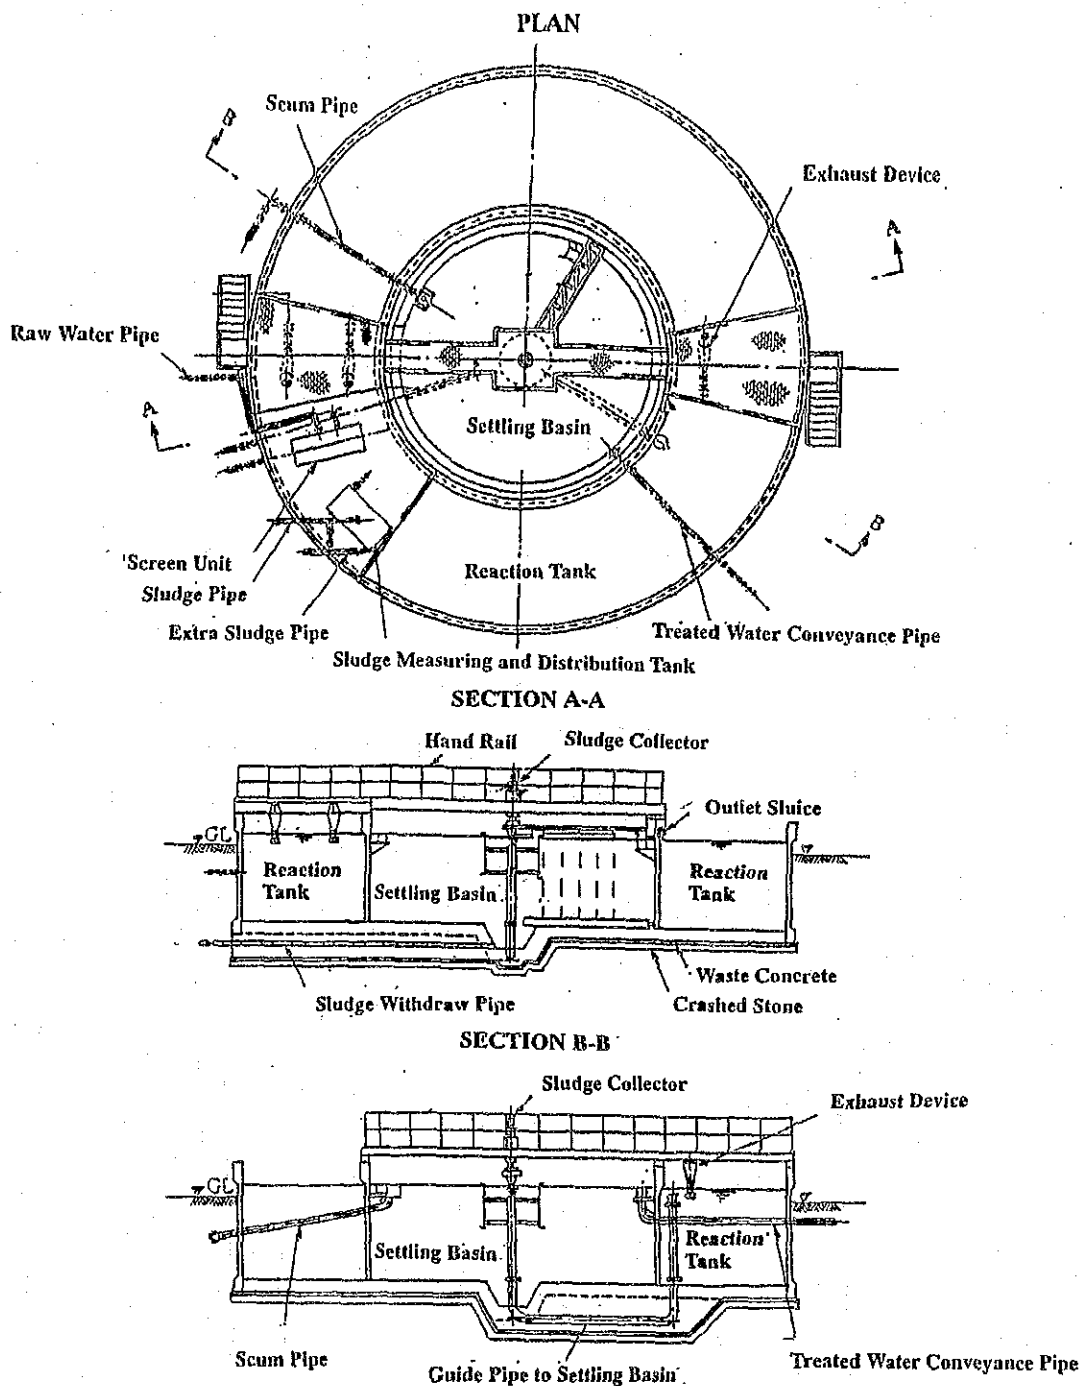 PLAN
Scum Pipe
B
Exhaust Device
A
Raw Water Pipe
A
Settling Basin
B
Screen Unit
Reaction Tank
Sludge Pipe
Extra Sludge Pipe
Treated Water Conveyance Pipe
Sludge Measuring and Distribution Tank
SECTION A-A
Hand Rail
Sludge Collector
Outlet Sluice
GL
Reaction
Tank
Settling Basin
Reaction
Tank
Waste Concrete
Sludge Withdraw Pipe
Crashed Stone
SECTION B-B
Sludge Collector
Exhaust Device
GL
Settling Basin
Reaction
Tank
Scum Pipe
Guide Pipe to Settling Basin
Treated Water Conveyance Pipe